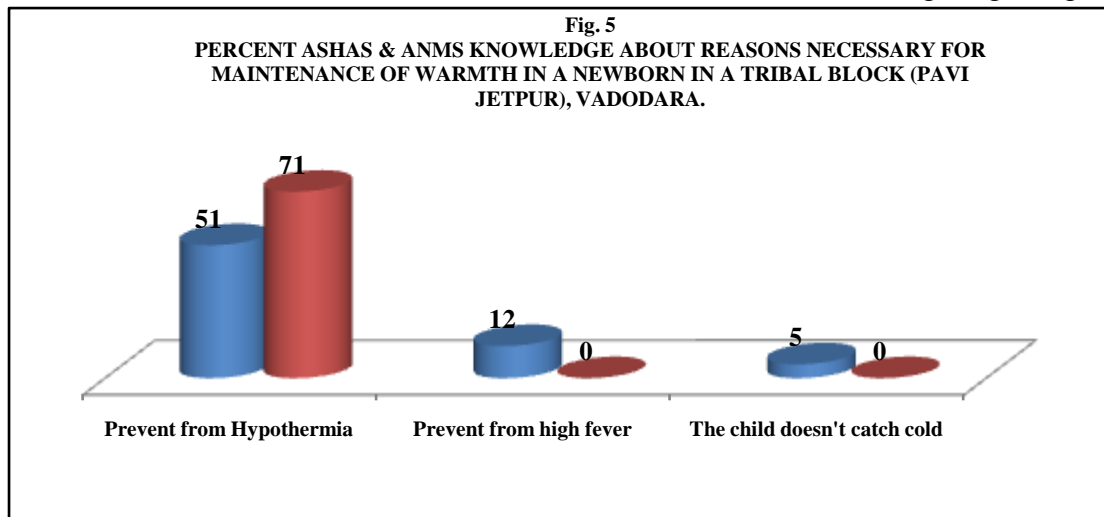 Fig. 5
PERCENT ASHAS & ANMS KNOWLEDGE ABOUT REASONS NECESSARY FOR
MAINTENANCE OF WARMTH IN A NEWBORN IN A TRIBAL BLOCK (PAVI
JETPUR), VADODARA.
71
51
12
0
5
0
Prevent from Hypothermia
Prevent from high fever
The child doesn't catch cold